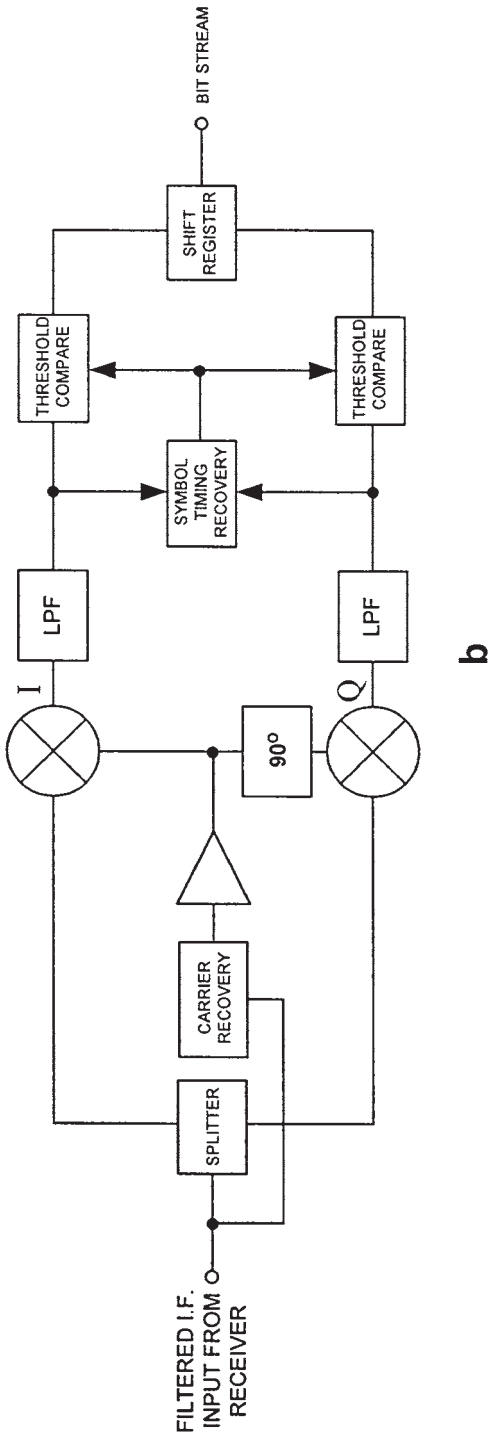 FILTERED I.F.
INPUT FROM
RECEIVER
SPLITTER
CARRIER
RECOVERY
90°
I
Q
LPF
LPF
SYMBOL
TIMING
RECOVERY
THRESHOLD
COMPARE
THRESHOLD
COMPARE
SHIFT
REGISTER
BIT STREAM
b